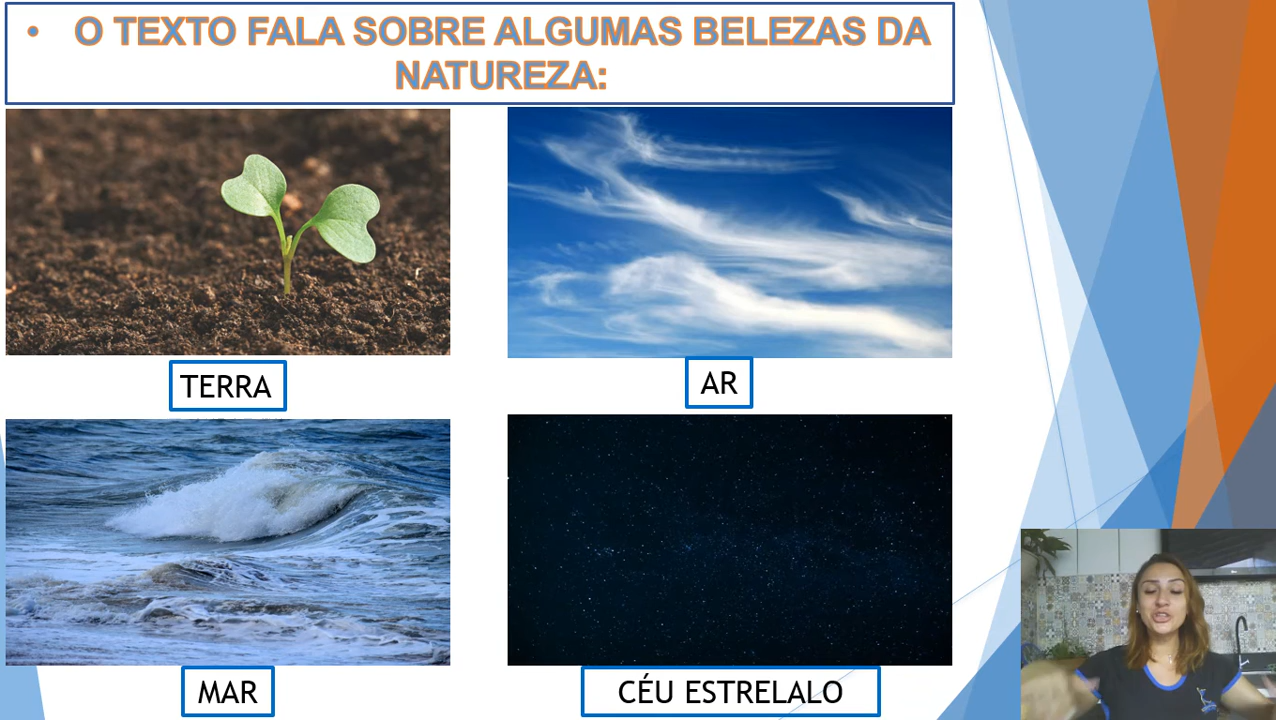 • O TEXTO FALA SOBRE ALGUMAS BELEZAS DA
NATUREZA:
TERRA
AR
MAR
CÉU ESTRELALO